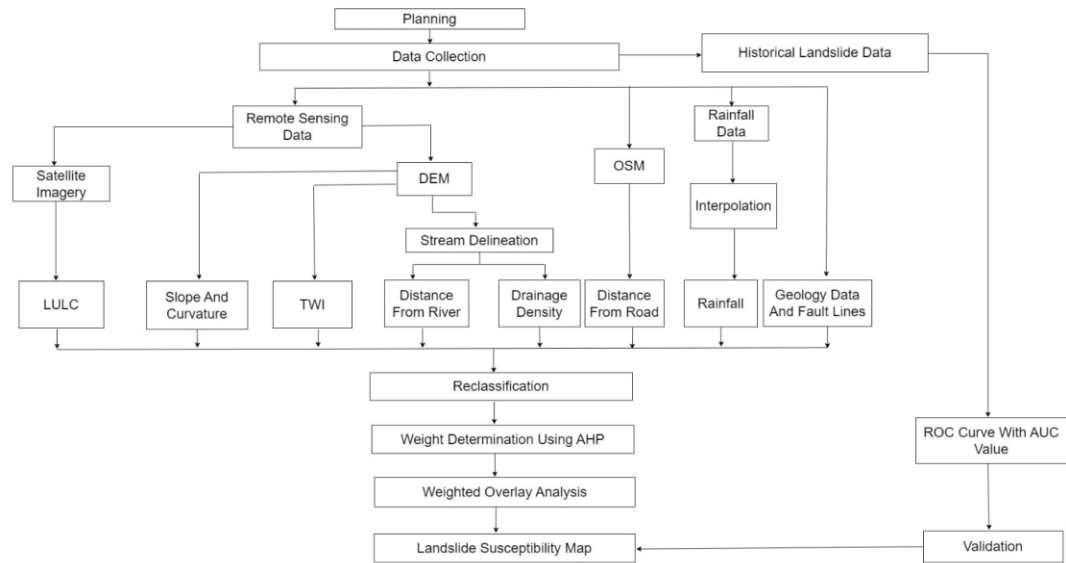 Planning
Data Collection
Historical Landslide Data
Remote Sensing
Data
Rainfall
Data
Satellite
Imagery
DEM
OSM
Interpolation
Stream Delineation
LULC
Slope And
Curvature
TWI
Distance
From River
Drainage
Density
Distance
From Road
Rainfall
Geology Data
And Fault Lines
Reclassification
Weight Determination Using AHP
ROC Curve With AUC
Value
Weighted Overlay Analysis
Landslide Susceptibility Map
Validation